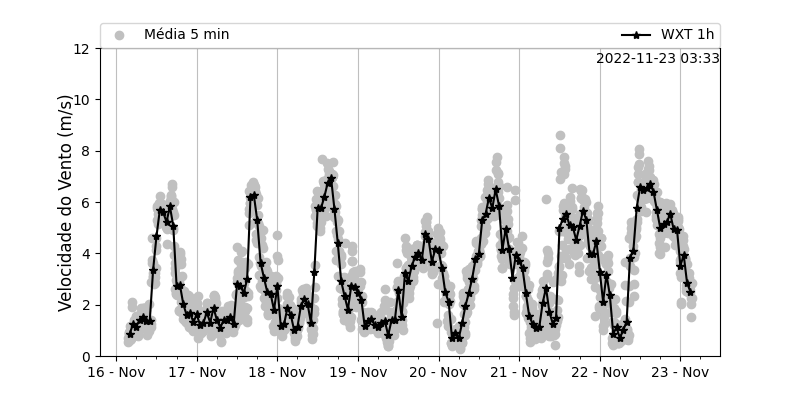 Média 5 min
WXT 1h
2022-11-23 03:33
Velocidade do Vento (m/s)
12
10
8
6
4
2
0
16 - Nov 17 - Nov 18 - Nov 19 - Nov 20 - Nov 21 - Nov 22 - Nov 23 - Nov